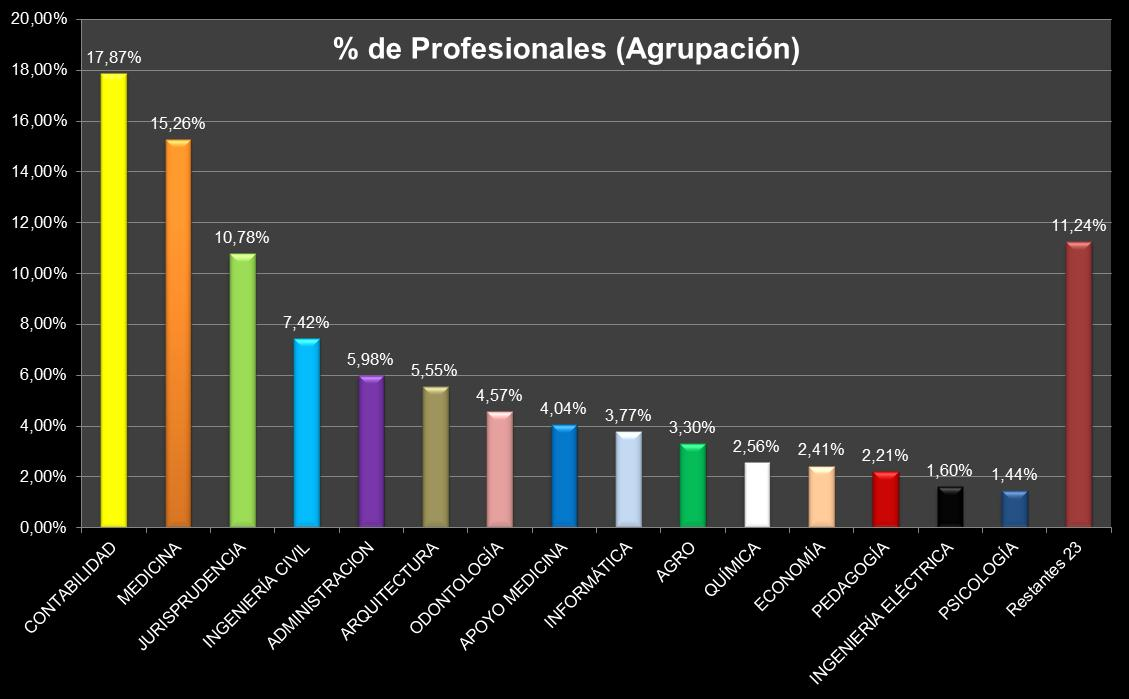 % de Profesionales (Agrupación)
20,00%
18,00%
16,00%
14,00%
12,00%
10,00%
8,00%
6,00%
4,00%
2,00%
0,00%
17,87%
15,26%
10,78%
7,42%
5,98%
5,55%
4,57%
4,04%
3,77%
3,30%
2,56%
2,41%
2,21%
1,60%
1,44%
11,24%
CONTABILIDAD
MEDICINA
JURISPRUDENCIA
INGENIERÍA CIVIL
ADMINISTRACION
ARQUITECTURA
ODONTOLOGÍA
APOYO MEDICINA
INFORMÁTICA
AGRO
QUÍMICA
ECONOMÍA
PEDAGOGÍA
INGENIERÍA ELÉCTRICA
PSICOLOGÍA
Restantes 23